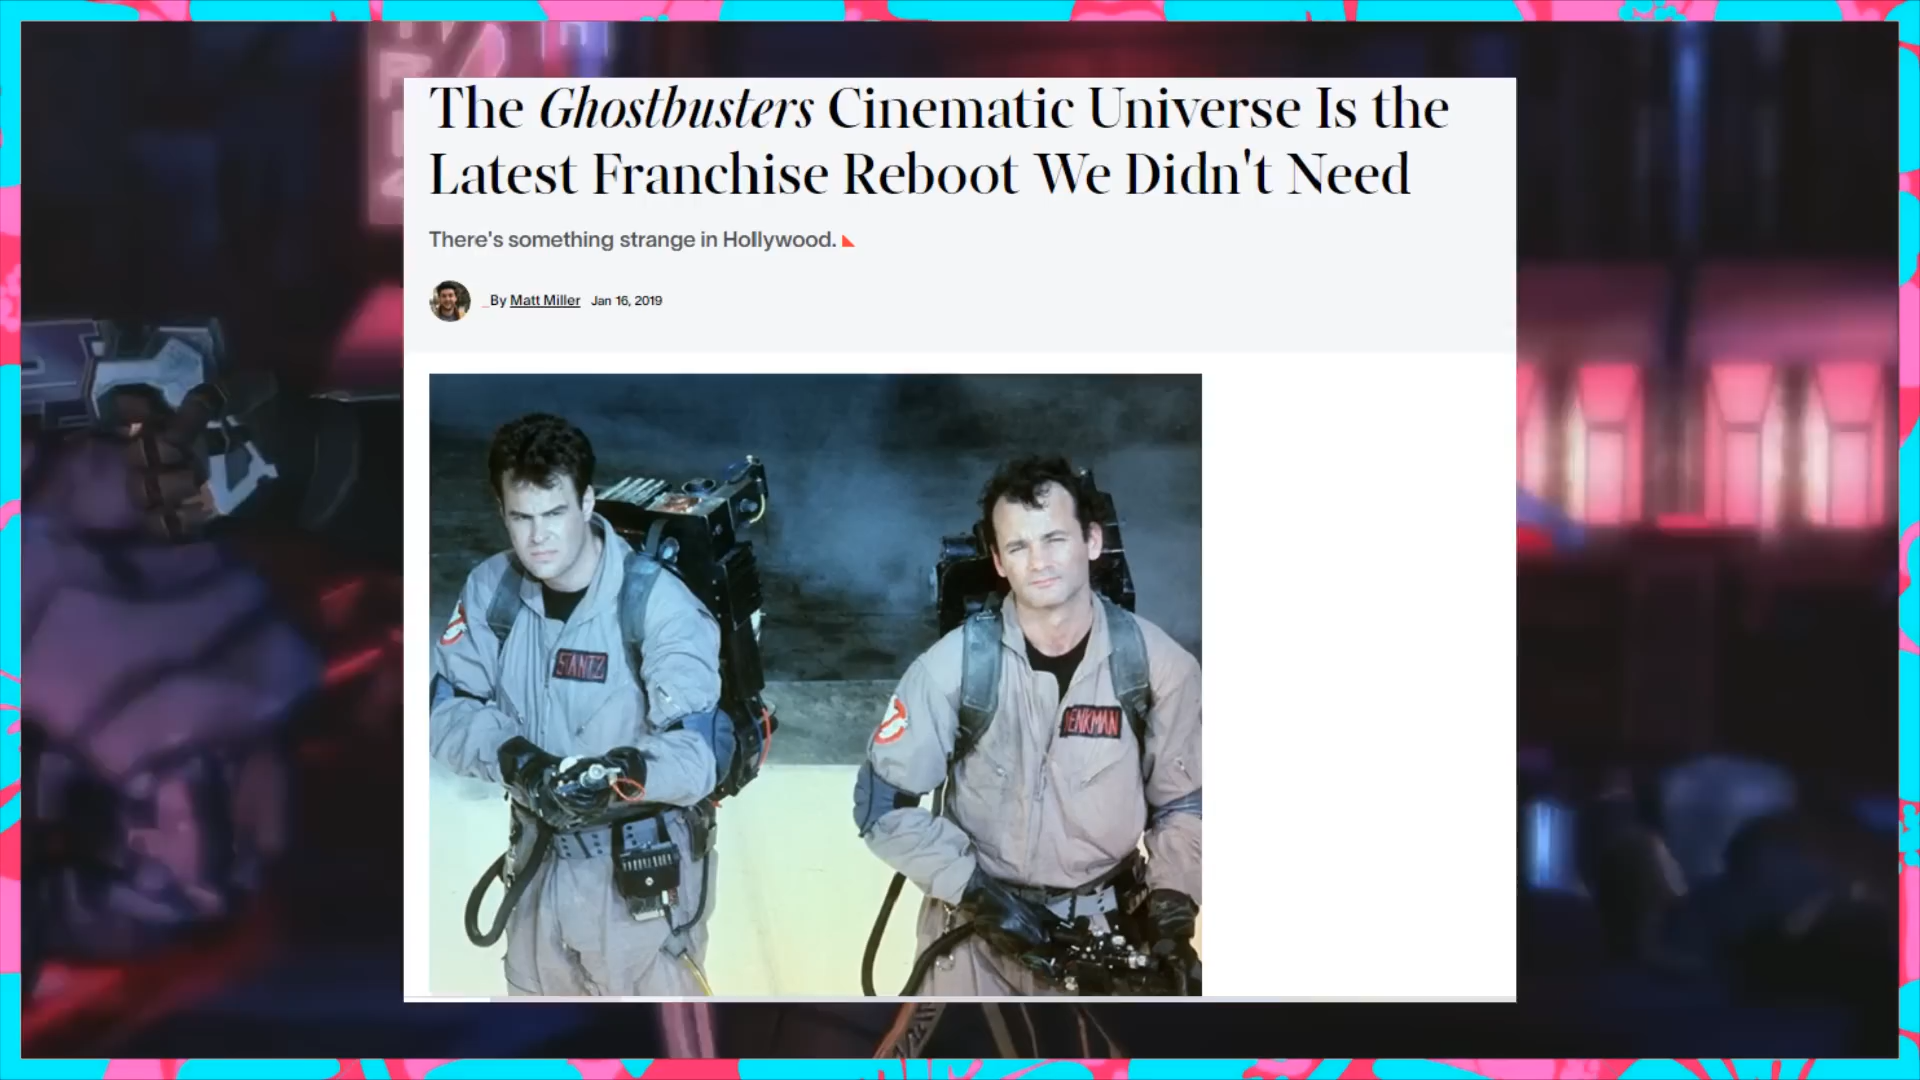 The Ghostbusters Cinematic Universe Is the
Latest Franchise Reboot We Didn't Need
There's something strange in Hollywood.
_By Matt Miller Jan 16, 2019
STANTZ
VENKMAN